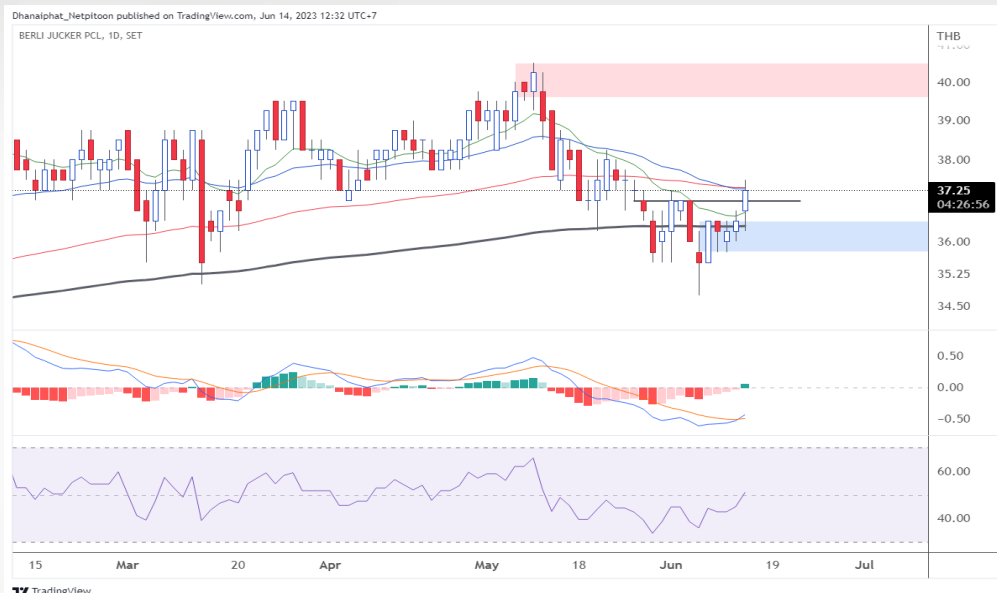 Dhanaiphat_Netpitoon published on TradingView.com, Jun 14, 2023 12:32 UTC+7
BERLI JUCKER PCL, 1D, SET
THB
41.00
40.00
39.00
38.00
37.25
04:26:56
36.00
35.25
34.50
0.50
0.00
−0.50
60.00
40.00
15 Mar 20 Apr May 18 Jun 19 Jul
TradingView